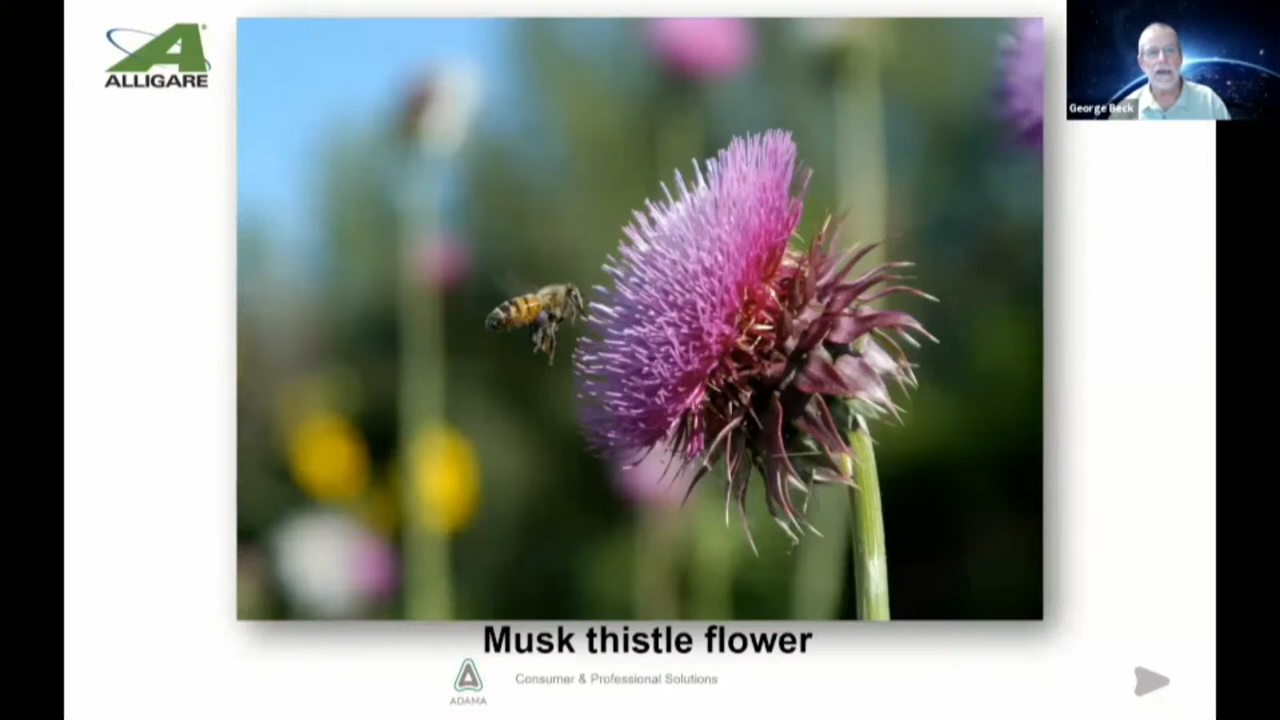 ALLIGARE
George Beck
Musk thistle flower
Consumer & Professional Solutions
ADAMA